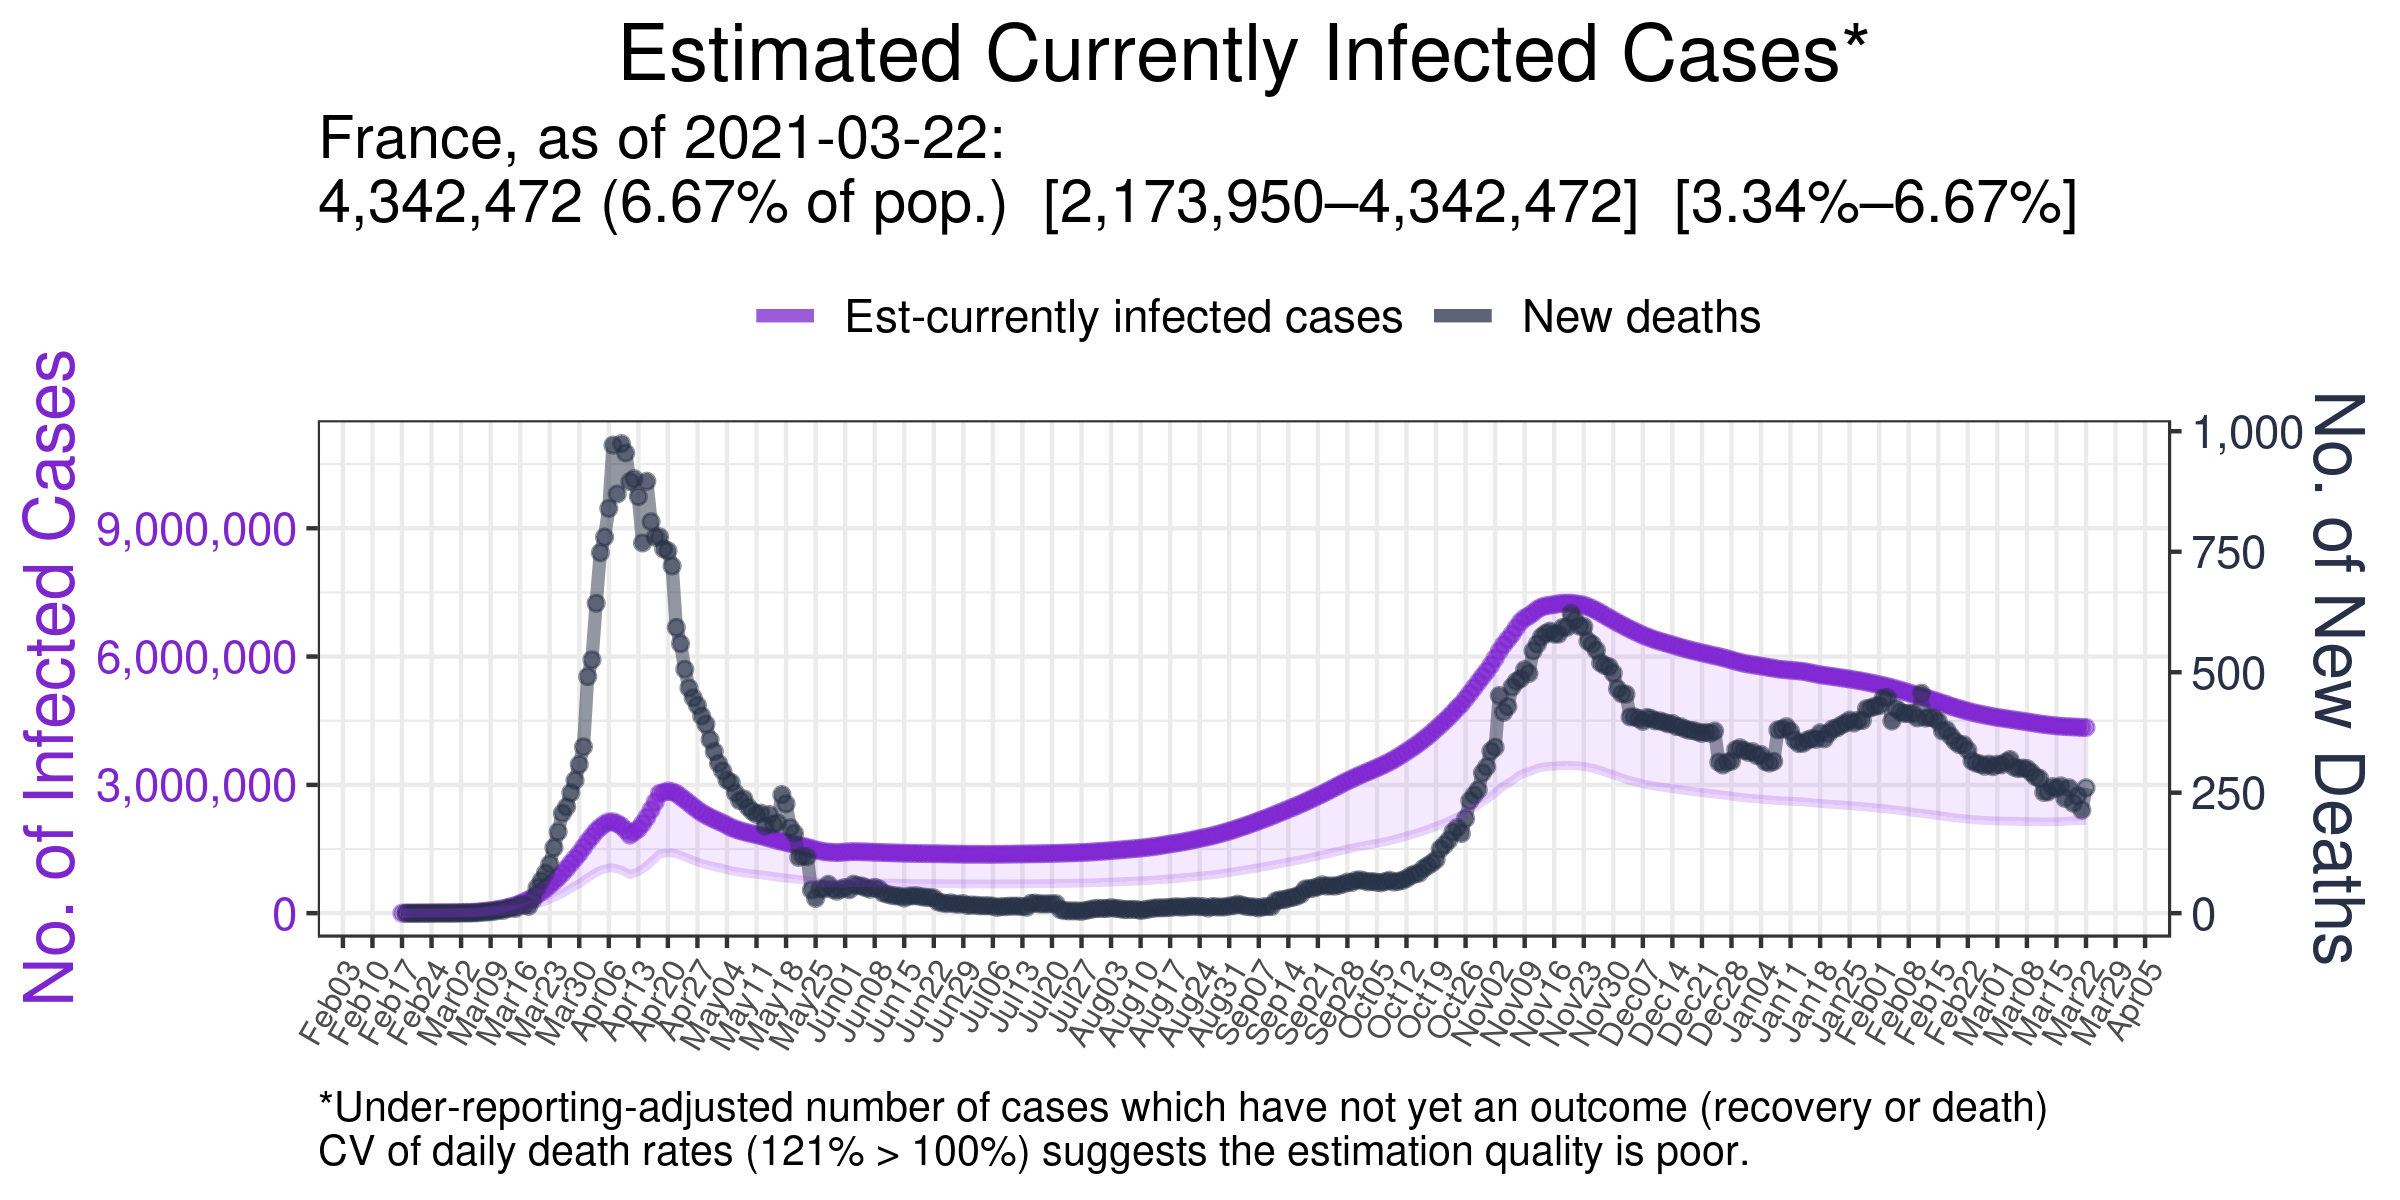 Estimated Currently Infected Cases*
France, as of 2021-03-22:
4,342,472 (6.67% of pop.) [2,173,950–4,342,472] [3.34%–6.67%]
Est-currently infected cases New deaths
No. of Infected Cases
9,000,000
6,000,000
3,000,000
0
1,000
750
500
250
0
No. of New Deaths
Feb03 Feb10 Feb17 Feb24 Mar02 Mar09 Mar16 Mar23 Mar30 Apr06 Apr13 Apr20 Apr27 May04 May11 May18 May25 Jun01 Jun08 Jun15 Jun22 Jun29 Jul06 Jul13 Jul20 Jul27 Aug03 Aug10 Aug17 Aug24 Aug31 Sep07 Sep14 Sep21 Sep28 Oct05 Oct12 Oct19 Oct26 Nov02 Nov09 Nov16 Nov23 Nov30 Dec07 Dec14 Dec21 Dec28 Jan04 Jan11 Jan18 Jan25 Feb01 Feb08 Feb15 Feb22 Mar01 Mar08 Mar15 Mar22 Mar29 Apr05
*Under-reporting-adjusted number of cases which have not yet an outcome (recovery or death)
CV of daily death rates (121% > 100%) suggests the estimation quality is poor.